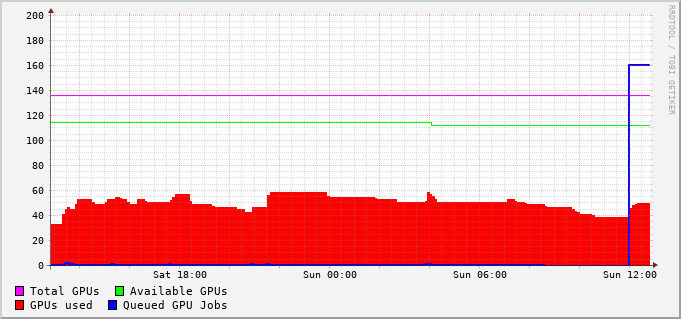 200
180
160
140
120
100
80
60
40
20
0
Sat 18:00 Sun 00:00 Sun 06:00 Sun 12:00
Total GPUs Available GPUs
GPUs used Queued GPU Jobs
RRDTOOL / TOBI OETIKER